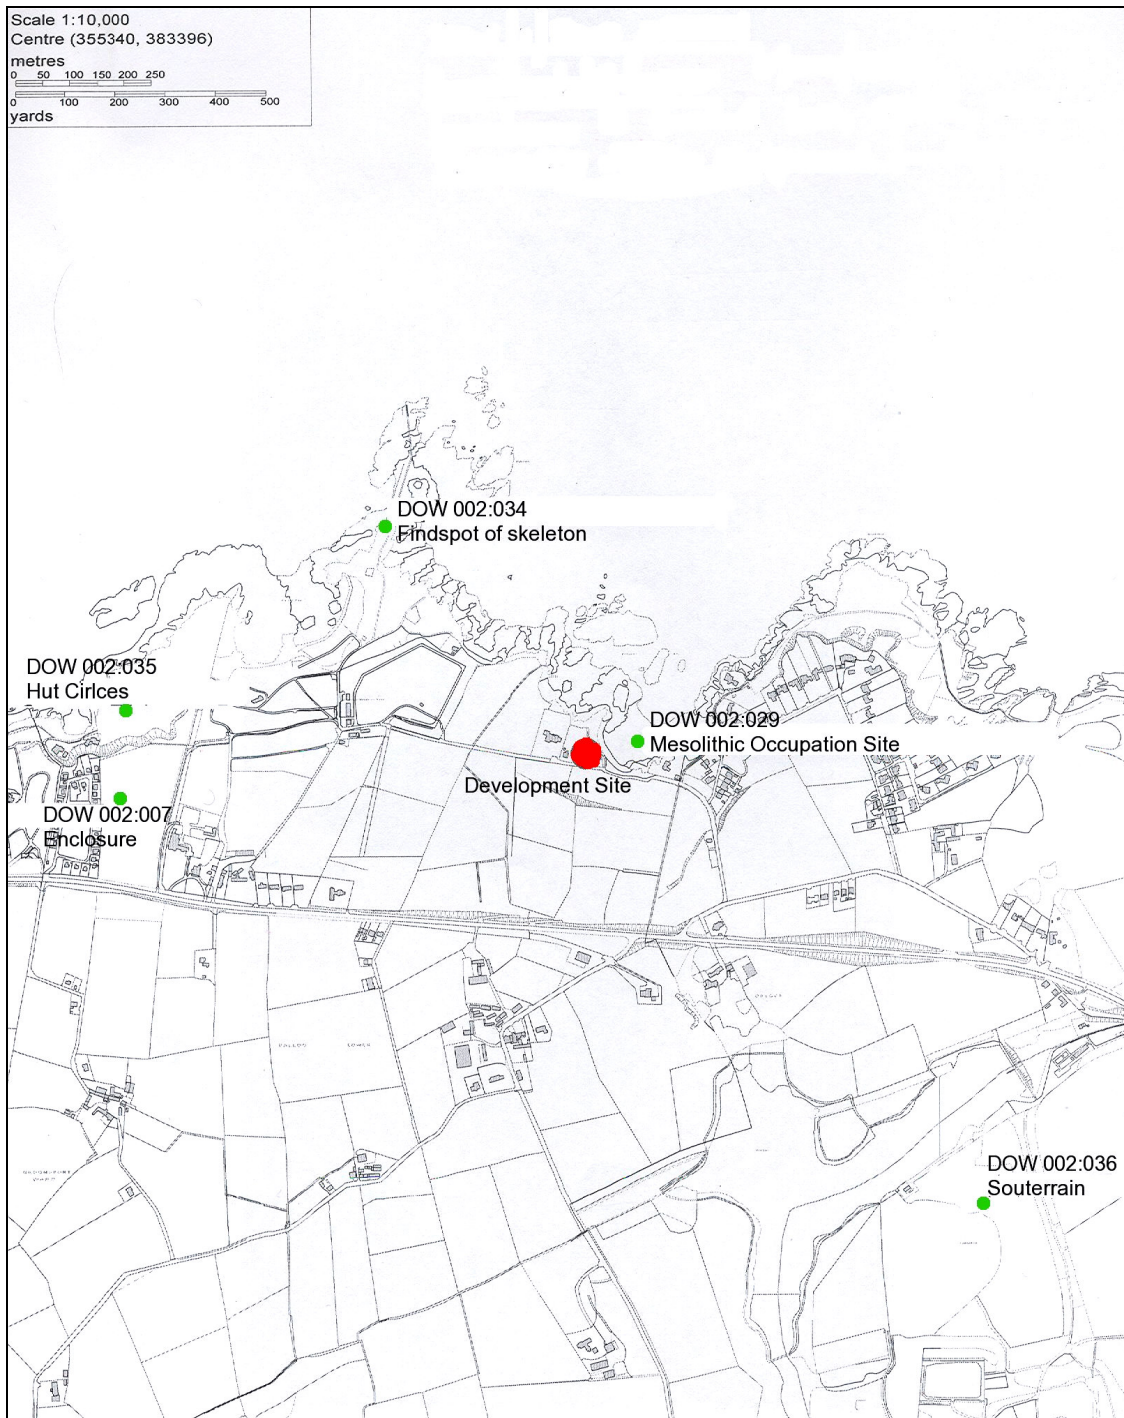 Scale 1:10,000
Centre (355340, 383396)
metres
0 50 100 150 200 250
0 100 200 300 400 500
yards
DOW 002:034
Findspot of skeleton
DOW 002:035
Hut Cirlces
DOW 002:029
Mesolithic Occupation Site
Development Site
DOW 002:007
Enclosure
BALLOO LOWER
DOW 002:036
Souterrain